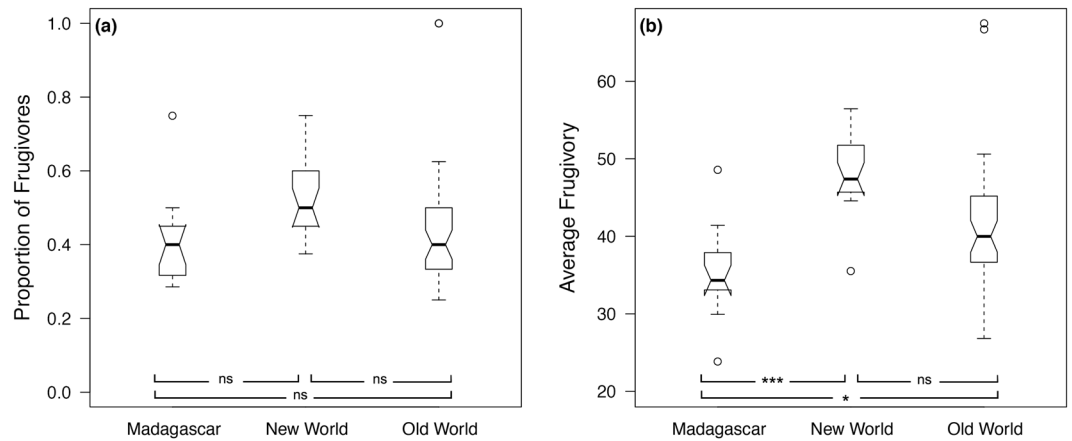 (a)
Proportion of Frugivores
1.0
0.8
0.6
0.4
0.2
0.0
ns
ns
ns
Madagascar
New World
Old World
(b)
Average Frugivory
60
50
40
30
20
***
ns
*
Madagascar
New World
Old World